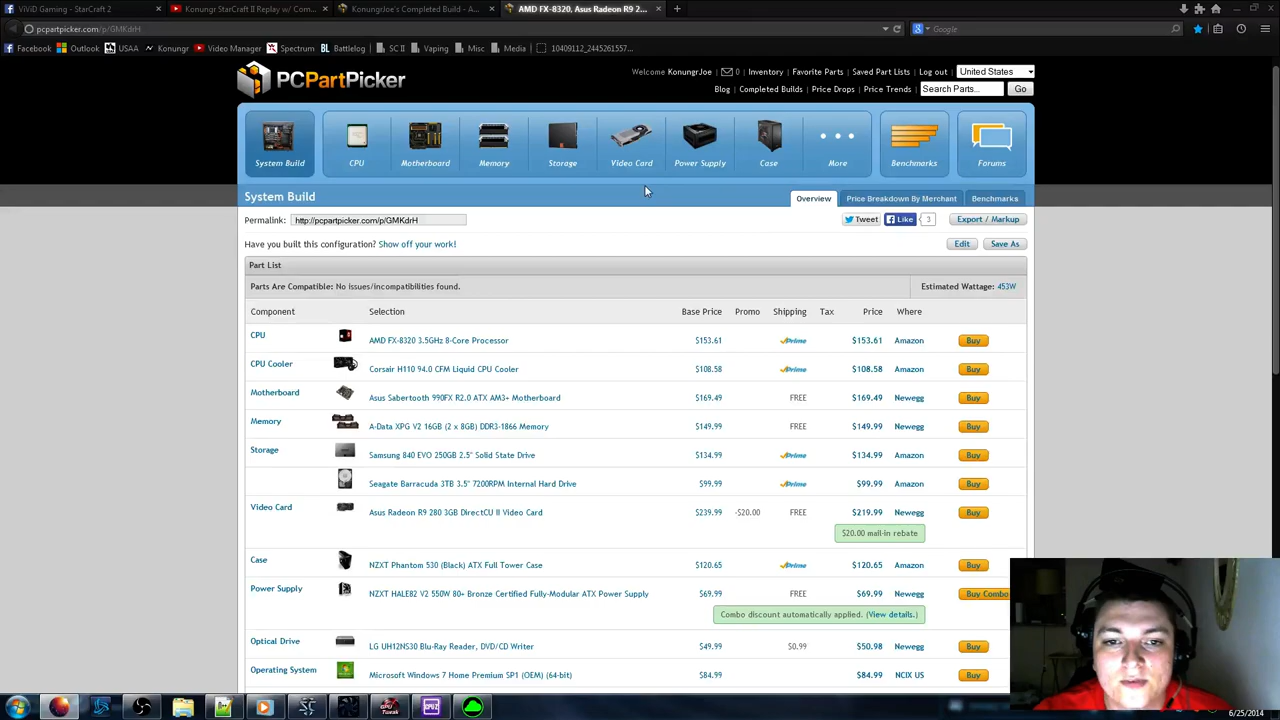 ViViD Gaming - StarCraft 2
Konungr StarCraft II Replay w/ Com...
KonungrJoe's Completed Build - A...
AMD FX-8320, Asus Radeon R9 2...
pcpartpicker.com/p/GMKdrH
Google
Facebook Outlook USAA Konungr Video Manager Spectrum Battlelog SC II Vaping Misc Media 10409112_2445261557...
PCPartPicker
Welcome KonungrJoe 0 Inventory Favorite Parts Saved Part Lists Log out United States
Blog Completed Builds Price Drops Price Trends Search Parts... Go
System Build CPU Motherboard Memory Storage Video Card Power Supply Case More Benchmarks Forums
System Build
Overview Price Breakdown By Merchant Benchmarks
Permalink: http://pcpartpicker.com/p/GMKdrH
Tweet Like 3 Export / Markup
Have you built this configuration? Show off your work!
Edit Save As
Part List
Parts Are Compatible: No issues/incompatibilities found.
Estimated Wattage: 453W
Component Selection Base Price Promo Shipping Tax Price Where
CPU AMD FX-8320 3.5GHz 8-Core Processor $153.61 Prime $153.61 Amazon Buy
CPU Cooler Corsair H110 94.0 CFM Liquid CPU Cooler $108.58 Prime $108.58 Amazon Buy
Motherboard Asus Sabertooth 990FX R2.0 ATX AM3+ Motherboard $169.49 FREE $169.49 Newegg Buy
Memory A-Data XPG V2 16GB (2 x 8GB) DDR3-1866 Memory $149.99 FREE $149.99 Newegg Buy
Storage Samsung 840 EVO 250GB 2.5" Solid State Drive $134.99 Prime $134.99 Amazon Buy
Seagate Barracuda 3TB 3.5" 7200RPM Internal Hard Drive $99.99 Prime $99.99 Amazon Buy
Video Card Asus Radeon R9 280 3GB DirectCU II Video Card $239.99 -$20.00 FREE $219.99 Newegg Buy
$20.00 mail-in rebate
Case NZXT Phantom 530 (Black) ATX Full Tower Case $120.65 Prime $120.65 Amazon Buy
Power Supply NZXT HALE82 V2 550W 80+ Bronze Certified Fully-Modular ATX Power Supply $69.99 FREE $69.99 Newegg Buy Combo
Combo discount automatically applied. (View details.)
Optical Drive LG UH12NS30 Blu-Ray Reader, DVD/CD Writer $49.99 $0.99 $50.98 Newegg Buy
Operating System Microsoft Windows 7 Home Premium SP1 (OEM) (64-bit) $84.99 $84.99 NCIX US Buy
6/25/2014